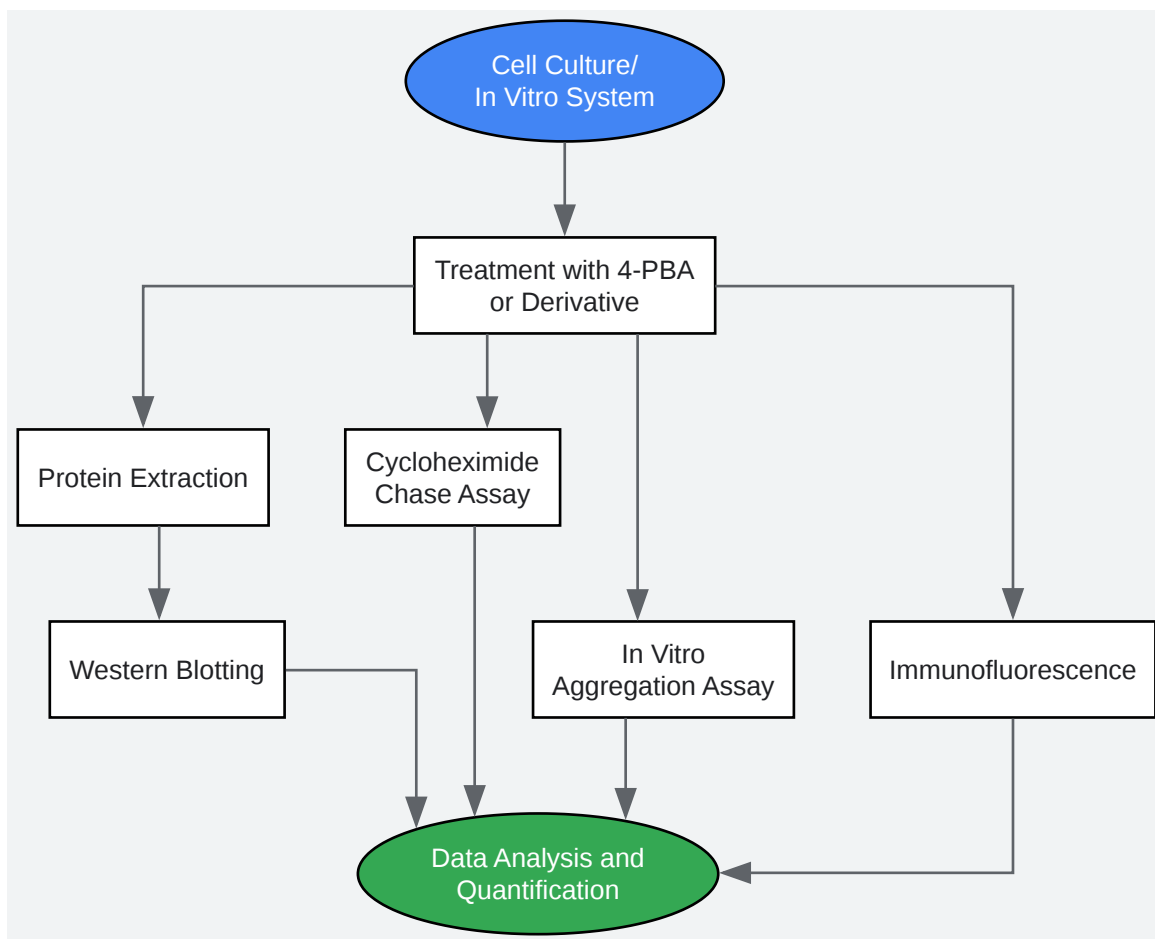 Cell Culture/
In Vitro System
Treatment with 4-PBA
or Derivative
Protein Extraction
Cycloheximide
Chase Assay
Western Blotting
In Vitro
Aggregation Assay
Immunofluorescence
Data Analysis and
Quantification